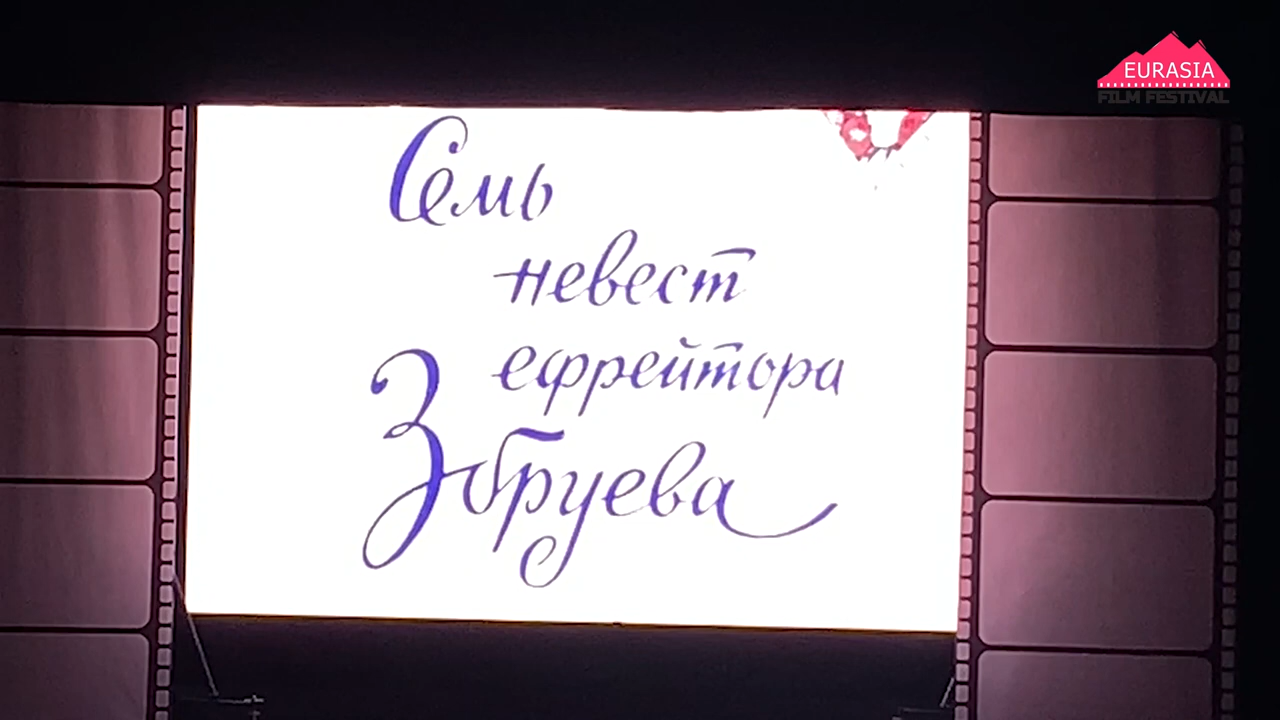 Семь
невест
ефрейтора
Збруева
EURASIA
FILM FESTIVAL